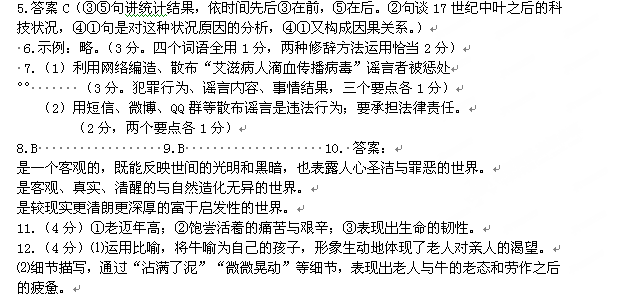 5.答案 C（③⑤句讲统计结果，依时间先后③在前，⑤在后。②句谈 17 世纪中叶之后的科
技状况，④①句是对这种状况原因的分析，④①又构成因果关系。）
·6.示例：略。（3 分。四个词语全用 1 分，两种修辞方法运用恰当 2 分）
·7.（1）利用网络编造、散布“艾滋病人滴血传播病毒”谣言者被惩处
°°·······（3 分。犯罪行为、谣言内容、事情结果，三个要点各 1 分）
（2）用短信、微博、QQ 群等散布谣言是违法行为；要承担法律责任。
（2 分，两个要点各 1 分）
8.B·················9.B····················10.·答案：
是一个客观的，既能反映世间的光明和黑暗，也表露人心圣洁与罪恶的世界。
是客观、真实、清醒的与自然造化无异的世界。
是较现实更清朗更深厚的富于启发性的世界。
11.（4 分）①老迈年高；②饱尝活着的痛苦与艰辛；③表现出生命的韧性。
12.（4 分）⑴运用比喻，将牛喻为自己的孩子，形象生动地体现了老人对亲人的渴望。
⑵细节描写，通过“沾满了泥”“微微晃动”等细节，表现出老人与牛的老态和劳作之后
的疲惫。